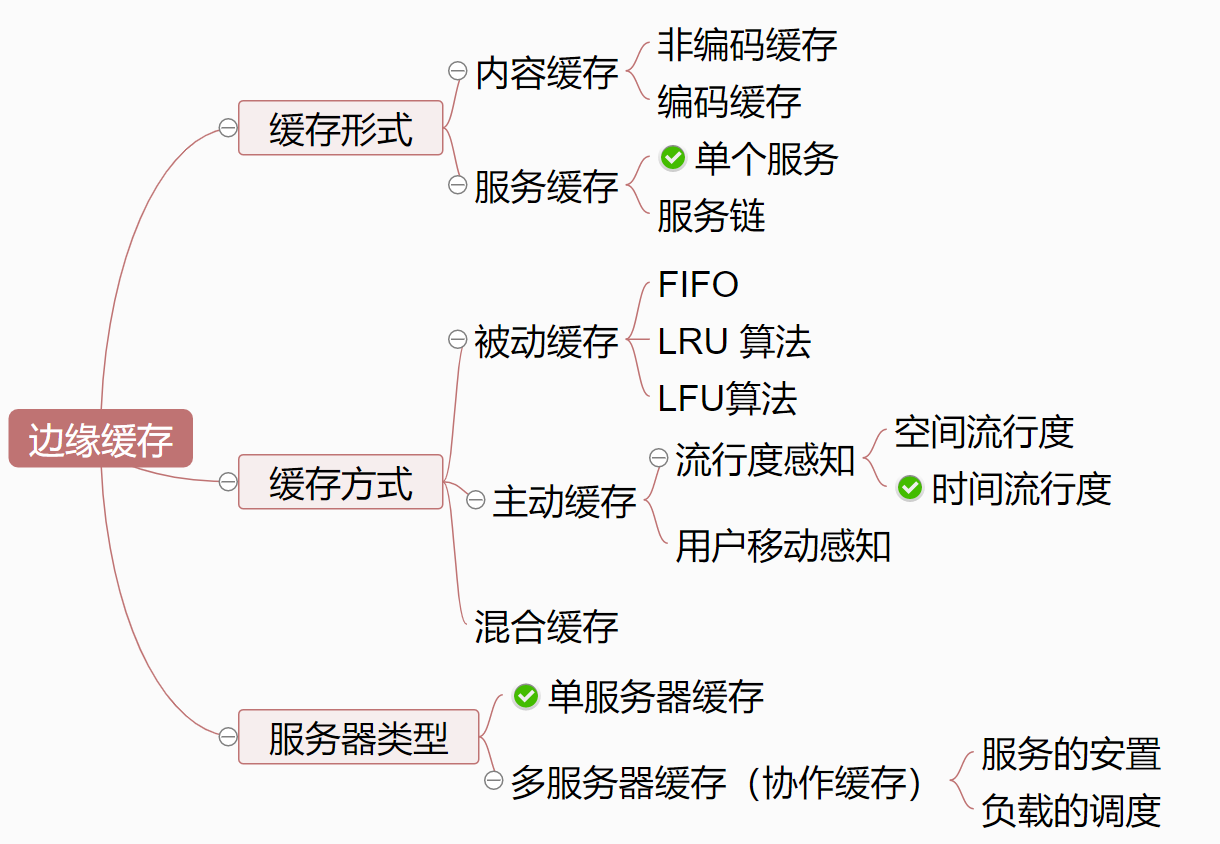 边缘缓存
缓存形式
内容缓存
非编码缓存
编码缓存
服务缓存
单个服务
服务链
缓存方式
被动缓存
FIFO
LRU 算法
LFU算法
主动缓存
流行度感知
空间流行度
时间流行度
用户移动感知
混合缓存
服务器类型
单服务器缓存
多服务器缓存（协作缓存）
服务的安置
负载的调度